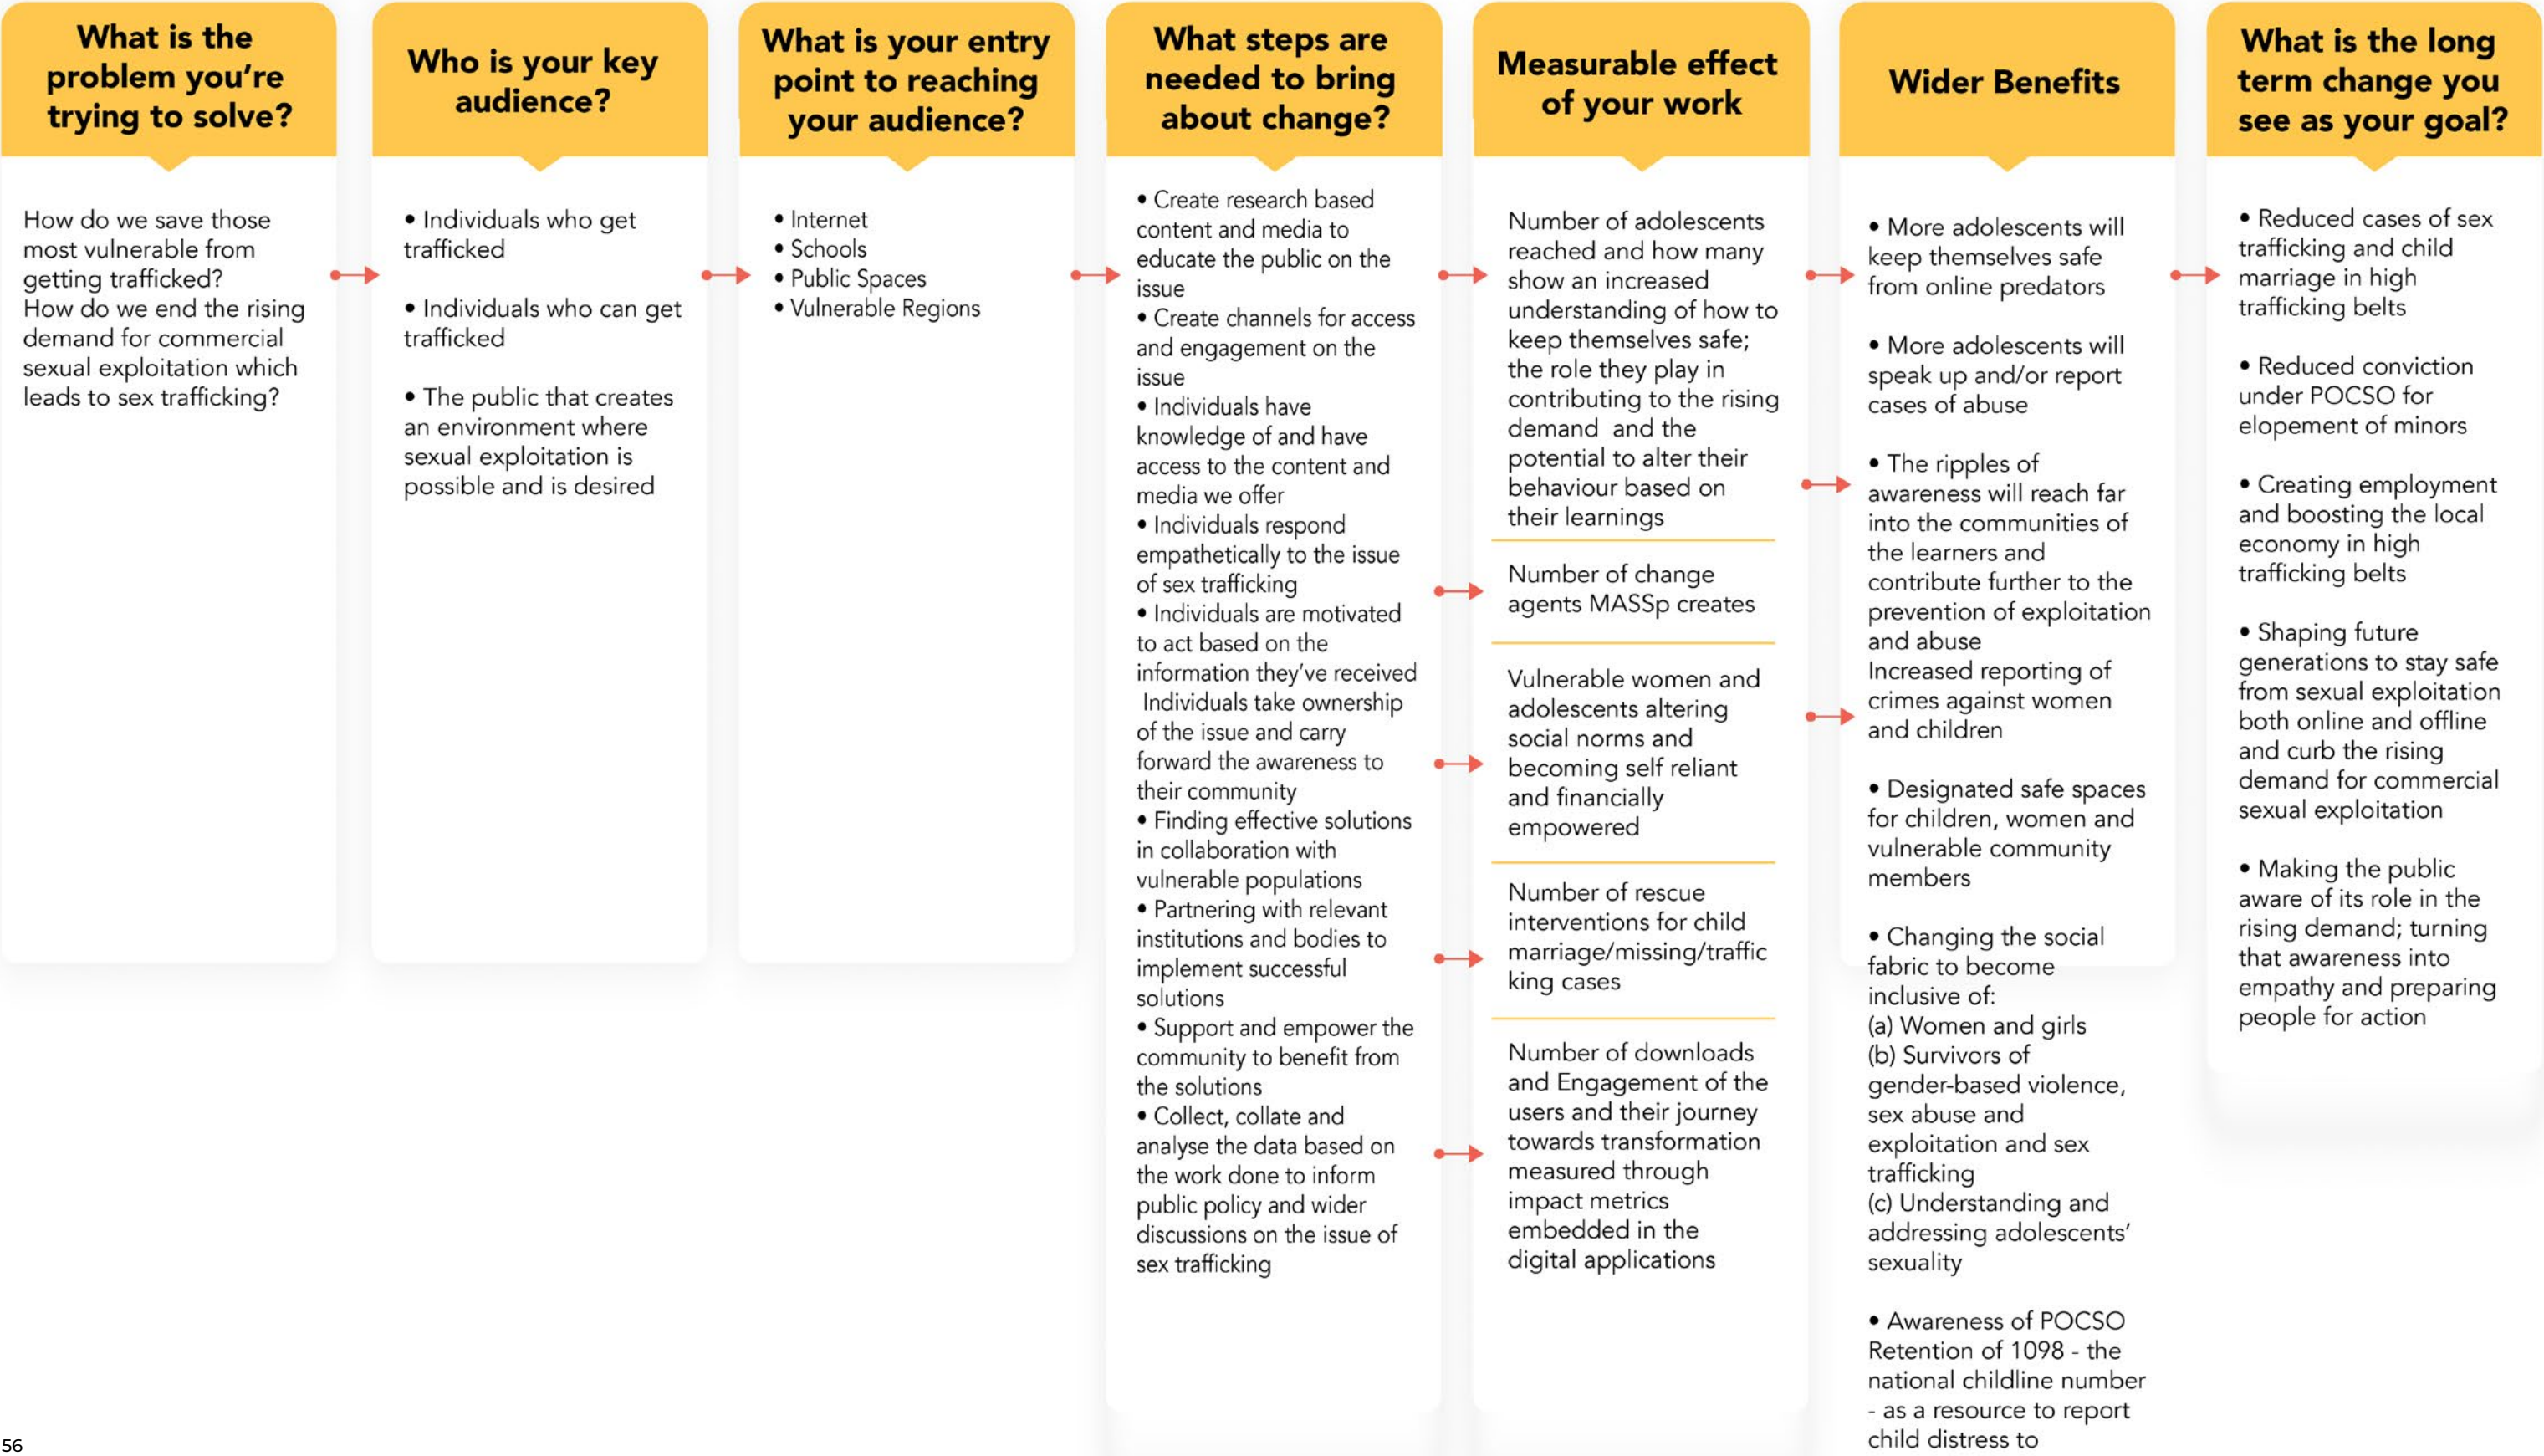 What is the
problem you're
trying to solve?
How do we save those
most vulnerable from
getting trafficked?
How do we end the rising
demand for commercial
sexual exploitation which
leads to sex trafficking?
Who is your key
audience?
• Individuals who get
trafficked
• Individuals who can get
trafficked
• The public that creates
an environment where
sexual exploitation is
possible and is desired
What is your entry
point to reaching
your audience?
• Internet
• Schools
• Public Spaces
• Vulnerable Regions
What steps are
needed to bring
about change?
• Create research based
content and media to
educate the public on the
issue
• Create channels for access
and engagement on the
issue
• Individuals have
knowledge of and have
access to the content and
media we offer
• Individuals respond
empathetically to the issue
of sex trafficking
• Individuals are motivated
to act based on the
information they've received
Individuals take ownership
of the issue and carry
forward the awareness to
their community
• Finding effective solutions
in collaboration with
vulnerable populations
• Partnering with relevant
institutions and bodies to
implement successful
solutions
• Support and empower the
community to benefit from
the solutions
• Collect, collate and
analyse the data based on
the work done to inform
public policy and wider
discussions on the issue of
sex trafficking
Measurable effect
of your work
Number of adolescents
reached and how many
show an increased
understanding of how to
keep themselves safe;
the role they play in
contributing to the rising
demand and the
potential to alter their
behaviour based on
their learnings
Number of change
agents MASSp creates
Vulnerable women and
adolescents altering
social norms and
becoming self reliant
and financially
empowered
Number of rescue
interventions for child
marriage/missing/traffic
king cases
Number of downloads
and Engagement of the
users and their journey
towards transformation
measured through
impact metrics
embedded in the
digital applications
Wider Benefits
• More adolescents will
keep themselves safe
from online predators
• More adolescents will
speak up and/or report
cases of abuse
• The ripples of
awareness will reach far
into the communities of
the learners and
contribute further to the
prevention of exploitation
and abuse
Increased reporting of
crimes against women
and children
• Designated safe spaces
for children, women and
vulnerable community
members
• Changing the social
fabric to become
inclusive of:
(a) Women and girls
(b) Survivors of
gender-based violence,
sex abuse and
exploitation and sex
trafficking
(c) Understanding and
addressing adolescents'
sexuality
• Awareness of POCSO
Retention of 1098 - the
national childline number
- as a resource to report
child distress to
What is the long
term change you
see as your goal?
• Reduced cases of sex
trafficking and child
marriage in high
trafficking belts
• Reduced conviction
under POCSO for
elopement of minors
• Creating employment
and boosting the local
economy in high
trafficking belts
• Shaping future
generations to stay safe
from sexual exploitation
both online and offline
and curb the rising
demand for commercial
sexual exploitation
• Making the public
aware of its role in the
rising demand; turning
that awareness into
empathy and preparing
people for action
56